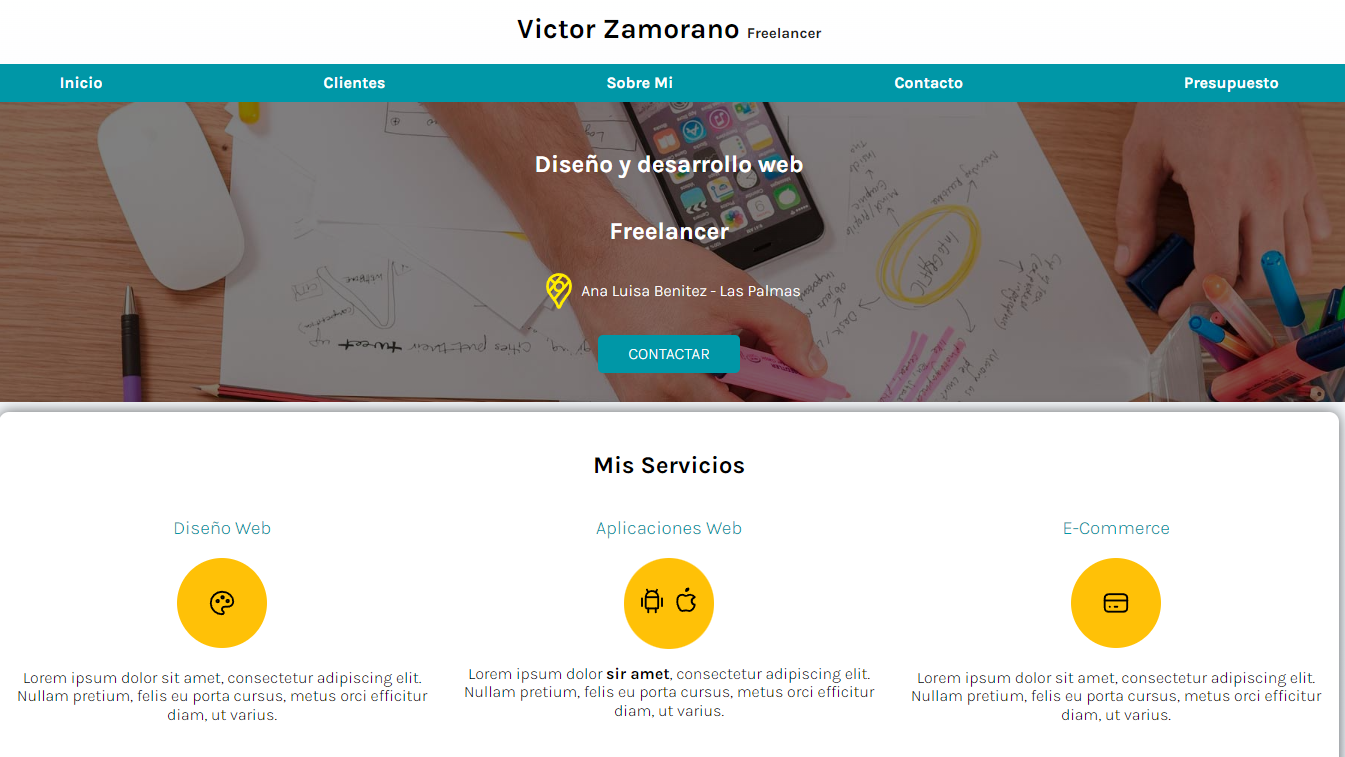 Victor Zamorano Freelancer
Inicio Clientes Sobre Mi Contacto Presupuesto
Diseño y desarrollo web
Freelancer
Ana Luisa Benitez - Las Palmas
CONTACTAR
Mis Servicios
Diseño Web
Lorem ipsum dolor sit amet, consectetur adipiscing elit.
Nullam pretium, felis eu porta cursus, metus orci efficitur
diam, ut varius.
Aplicaciones Web
Lorem ipsum dolor sir amet, consectetur adipiscing elit.
Nullam pretium, felis eu porta cursus, metus orci efficitur
diam, ut varius.
E-Commerce
Lorem ipsum dolor sit amet, consectetur adipiscing elit.
Nullam pretium, felis eu porta cursus, metus orci efficitur
diam, ut varius.